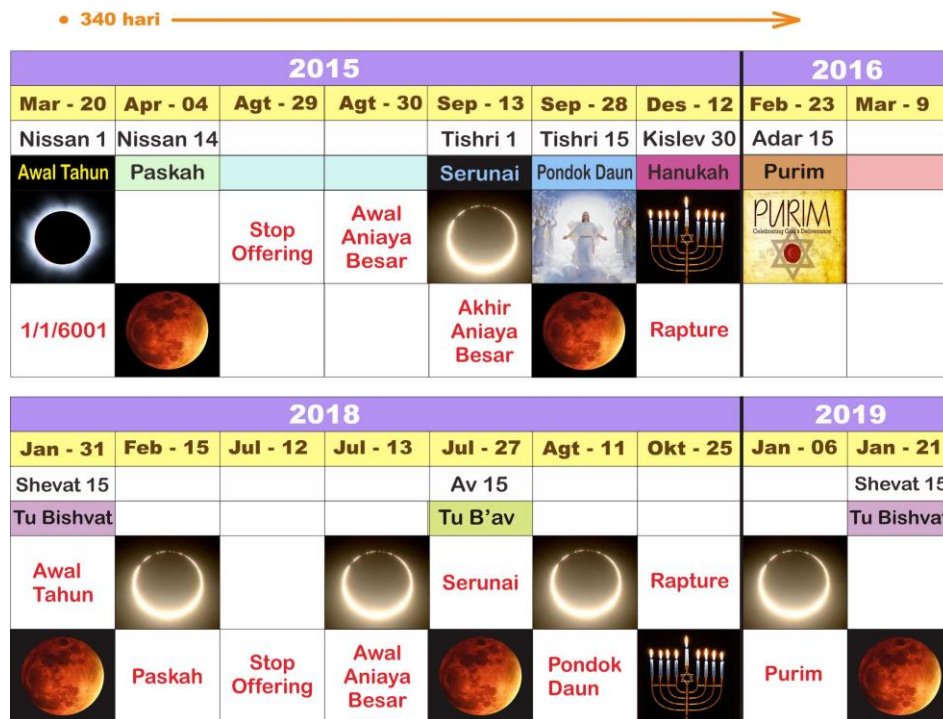 • 340 hari
2015 2016
Mar - 20 Apr - 04 Agt - 29 Agt - 30 Sep - 13 Sep - 28 Des - 12 Feb - 23 Mar - 9
Nissan 1 Nissan 14 Tishri 1 Tishri 15 Kislev 30 Adar 15
Awal Tahun Paskah Serunai Pondok Daun Hanukah Purim
Stop Offering Awal Aniaya Besar PURIM Celebrating God's Deliverance
1/1/6001 Akhir Aniaya Besar Rapture
2018 2019
Jan - 31 Feb - 15 Jul - 12 Jul - 13 Jul - 27 Agt - 11 Okt - 25 Jan - 06 Jan - 21
Shevat 15 Av 15 Shevat 15
Tu Bishvat Tu B'av Tu Bishvat
Awal Tahun Serunai Rapture
Paskah Stop Offering Awal Aniaya Besar Pondok Daun Purim